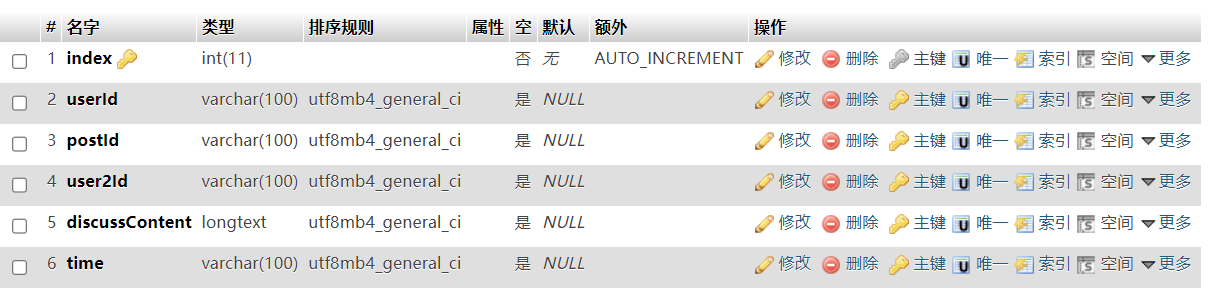 # 名字 类型 排序规则 属性 空 默认 额外 操作
1 index int(11) 否 无 AUTO_INCREMENT 修改 删除 主键 U 唯一 索引 S 空间 更多
2 userId varchar(100) utf8mb4_general_ci 是 NULL 修改 删除 主键 U 唯一 索引 S 空间 更多
3 postId varchar(100) utf8mb4_general_ci 是 NULL 修改 删除 主键 U 唯一 索引 S 空间 更多
4 user2Id varchar(100) utf8mb4_general_ci 是 NULL 修改 删除 主键 U 唯一 索引 S 空间 更多
5 discussContent longtext utf8mb4_general_ci 是 NULL 修改 删除 主键 U 唯一 索引 S 空间 更多
6 time varchar(100) utf8mb4_general_ci 是 NULL 修改 删除 主键 U 唯一 索引 S 空间 更多